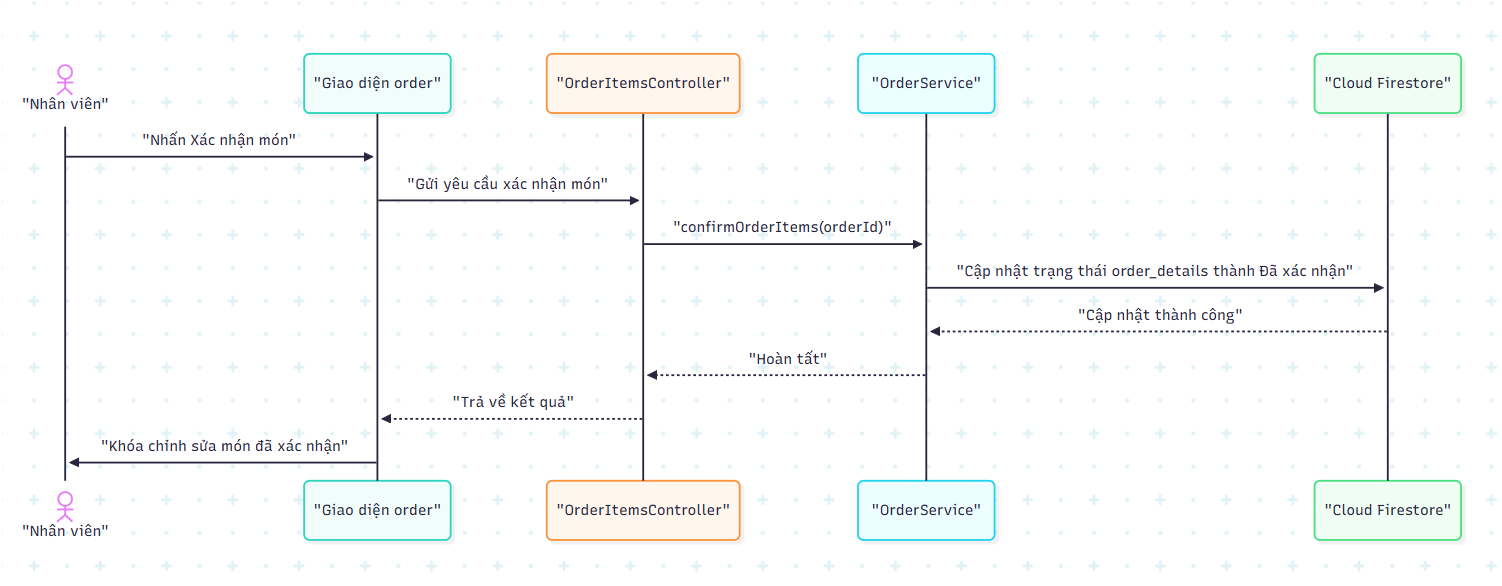 "Nhân viên"
"Giao diện order"
"OrderItemsController"
"OrderService"
"Cloud Firestore"
"Nhấn Xác nhận món"
"Gửi yêu cầu xác nhận món"
"confirmOrderItems(orderId)"
"Cập nhật trạng thái order_details thành Đã xác nhận"
"Cập nhật thành công"
"Hoàn tất"
"Trả về kết quả"
"Khóa chỉnh sửa món đã xác nhận"
"Nhân viên"
"Giao diện order"
"OrderItemsController"
"OrderService"
"Cloud Firestore"